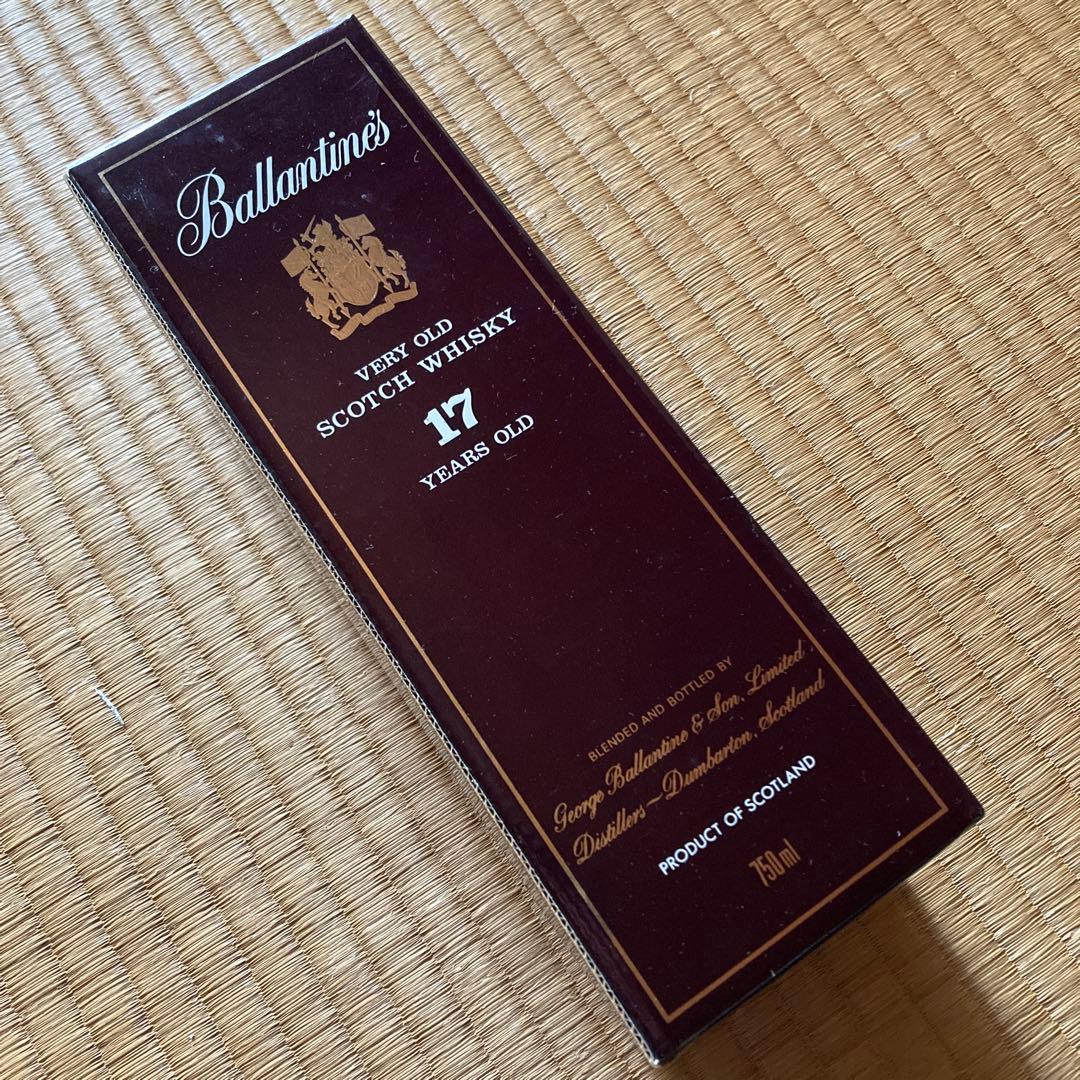 Ballantine's
VERY OLD
SCOTCH WHISKY
17
YEARS OLD
BLENDED AND BOTTLED BY
George Ballantine & Son, Limited
Distillers — Dumbarton, Scotland
PRODUCT OF SCOTLAND
750ml